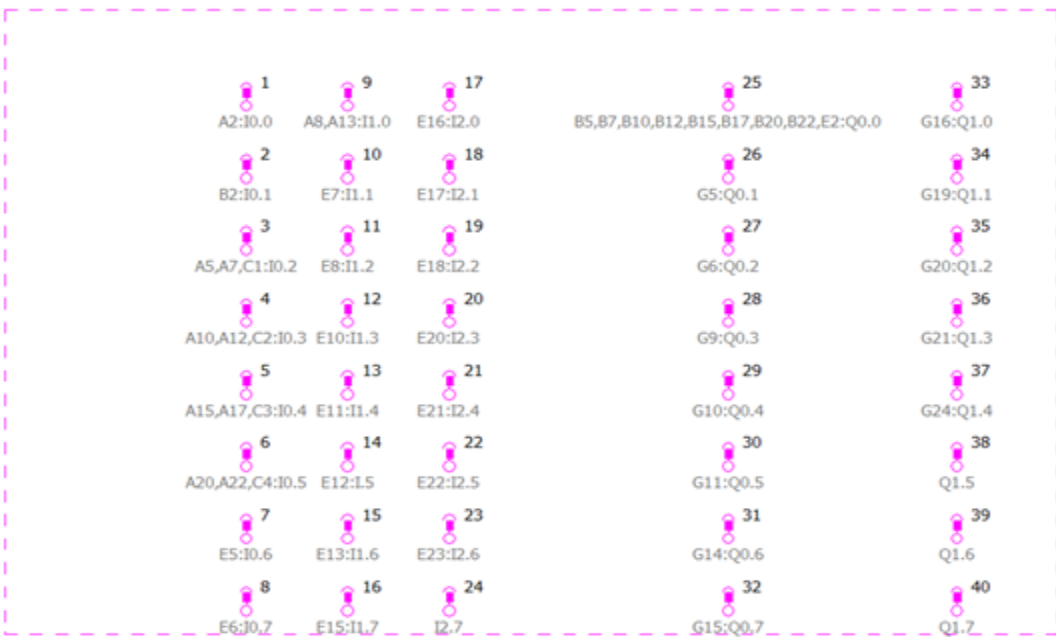 1 9 17 25 33
A2:I0.0 A8,A13:I1.0 E16:I2.0 B5,B7,B10,B12,B15,B17,B20,B22,E2:Q0.0 G16:Q1.0
2 10 18 26 34
B2:I0.1 E7:I1.1 E17:I2.1 G5:Q0.1 G19:Q1.1
3 11 19 27 35
A5,A7,C1:I0.2 E8:I1.2 E18:I2.2 G6:Q0.2 G20:Q1.2
4 12 20 28 36
A10,A12,C2:I0.3 E10:I1.3 E20:I2.3 G9:Q0.3 G21:Q1.3
5 13 21 29 37
A15,A17,C3:I0.4 E11:I1.4 E21:I2.4 G10:Q0.4 G24:Q1.4
6 14 22 30 38
A20,A22,C4:I0.5 E12:I.5 E22:I2.5 G11:Q0.5 Q1.5
7 15 23 31 39
E5:I0.6 E13:I1.6 E23:I2.6 G14:Q0.6 Q1.6
8 16 24 32 40
E6:I0.7 E15:I1.7 I2.7 G15:Q0.7 Q1.7